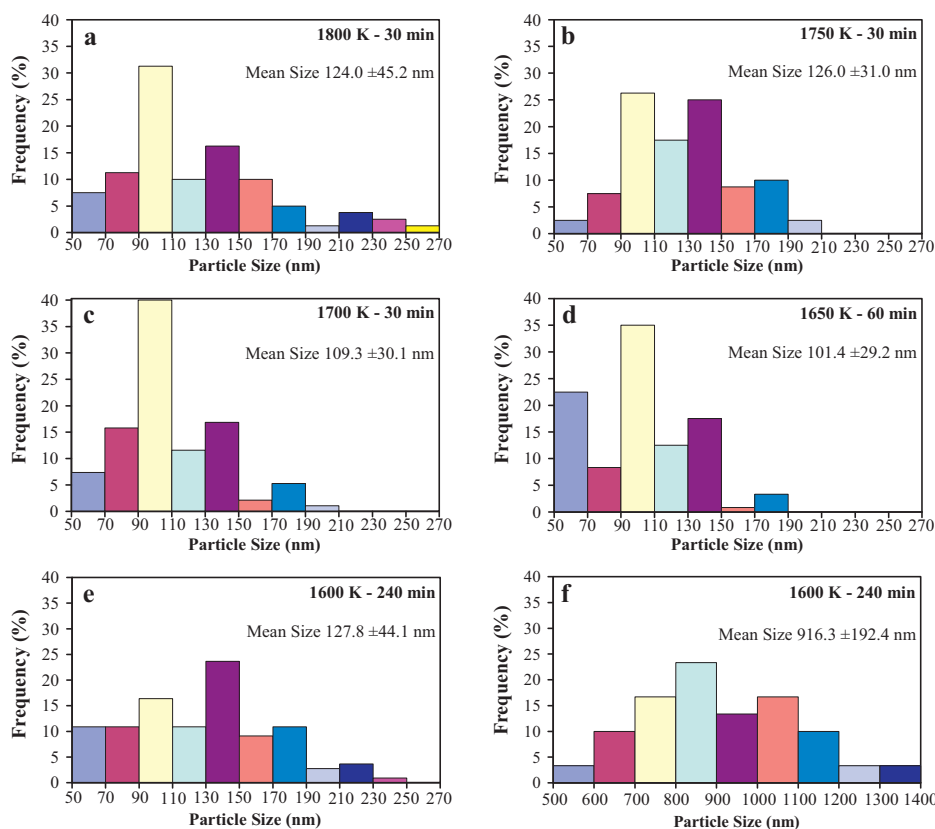 a
1800 K - 30 min
Mean Size 124.0 ±45.2 nm
Frequency (%)
40
35
30
25
20
15
10
5
0
50 70 90 110 130 150 170 190 210 230 250 270
Particle Size (nm)
b
1750 K - 30 min
Mean Size 126.0 ±31.0 nm
Frequency (%)
40
35
30
25
20
15
10
5
0
50 70 90 110 130 150 170 190 210 230 250 270
Particle Size (nm)
c
1700 K - 30 min
Mean Size 109.3 ±30.1 nm
Frequency (%)
40
35
30
25
20
15
10
5
0
50 70 90 110 130 150 170 190 210 230 250 270
Particle Size (nm)
d
1650 K - 60 min
Mean Size 101.4 ±29.2 nm
Frequency (%)
40
35
30
25
20
15
10
5
0
50 70 90 110 130 150 170 190 210 230 250 270
Particle Size (nm)
e
1600 K - 240 min
Mean Size 127.8 ±44.1 nm
Frequency (%)
40
35
30
25
20
15
10
5
0
50 70 90 110 130 150 170 190 210 230 250 270
Particle Size (nm)
f
1600 K - 240 min
Mean Size 916.3 ±192.4 nm
Frequency (%)
40
35
30
25
20
15
10
5
0
500 600 700 800 900 1000 1100 1200 1300 1400
Particle Size (nm)